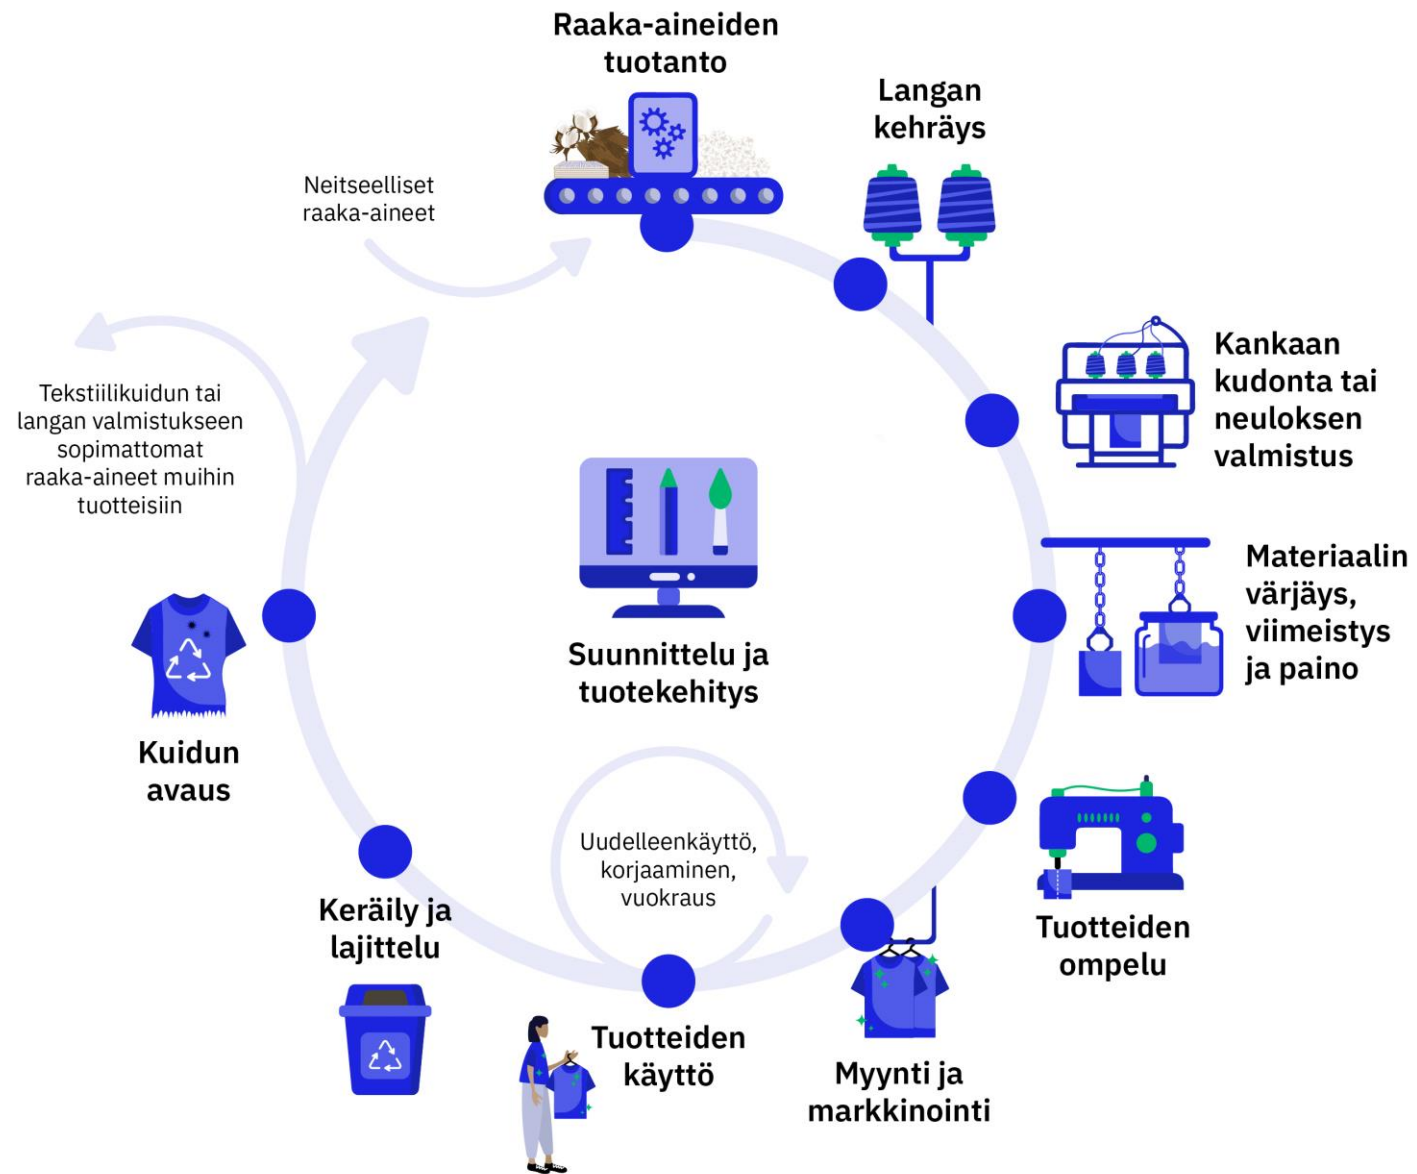 Raaka-aineiden
tuotanto
Langan
kehräys
Neitseelliset
raaka-aineet
Kankaan
kudonta tai
neuloksen
valmistus
Tekstiilikuidun tai
langan valmistukseen
sopimattomat
raaka-aineet muihin
tuotteisiin
Materiaalin
värjäys,
viimeistys
ja paino
Suunnittelu ja
tuotekehitys
Kuidun
avaus
Uudelleenkäyttö,
korjaaminen,
vuokraus
Keräily ja
lajittelu
Tuotteiden
ompelu
Tuotteiden
käyttö
Myynti ja
markkinointi